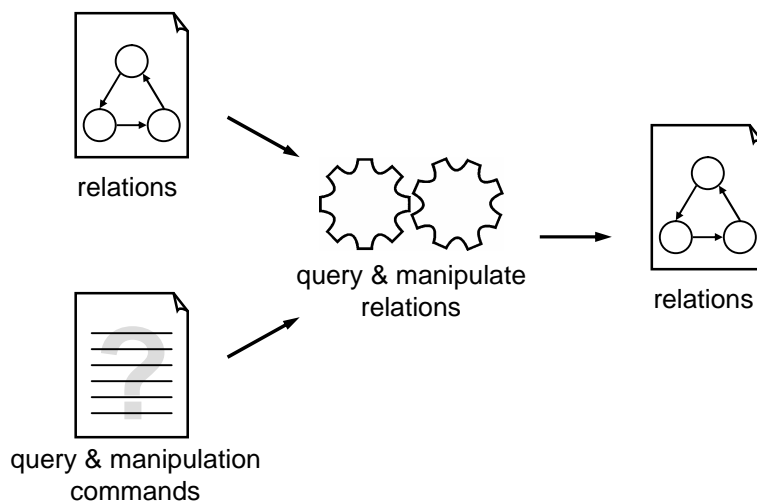 relations
query & manipulate
relations
relations
?
query & manipulation
commands